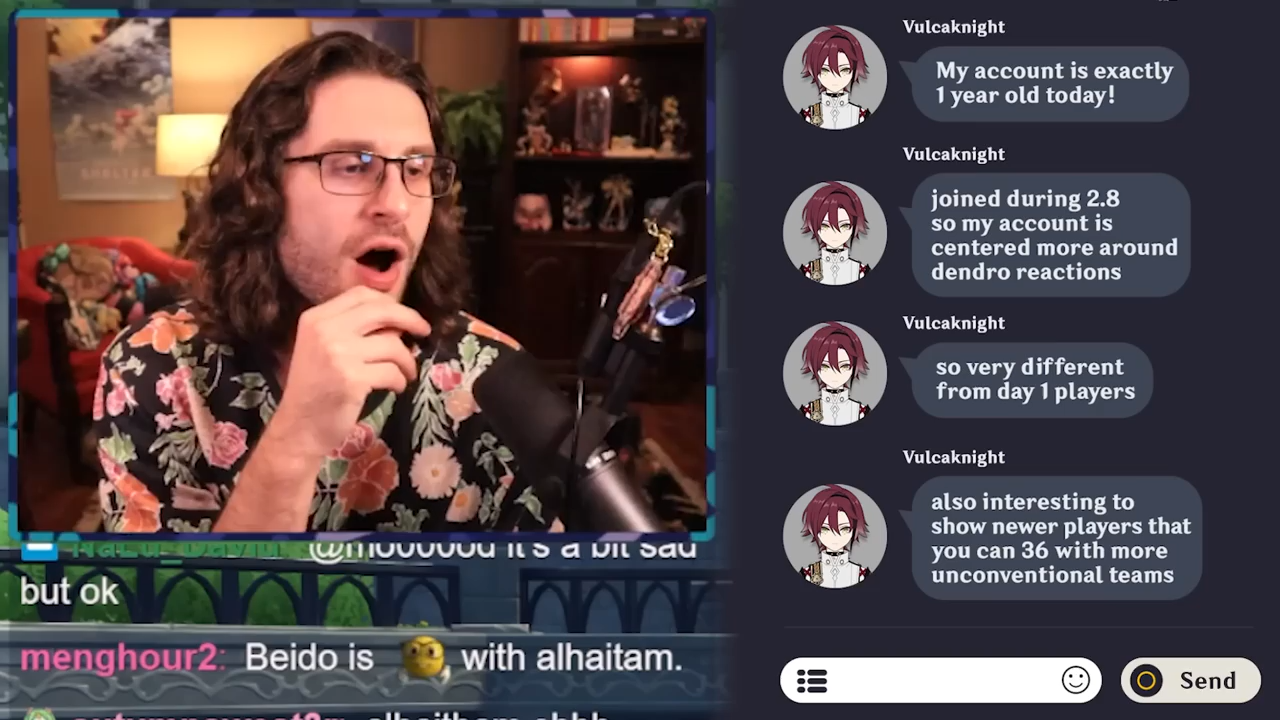 SHELTER
Nazu_David @moooood it's a bit sad
but ok
menghour2: Beido is with alhaitam.
Vulcaknight
My account is exactly
1 year old today!
Vulcaknight
joined during 2.8
so my account is
centered more around
dendro reactions
Vulcaknight
so very different
from day 1 players
Vulcaknight
also interesting to
show newer players that
you can 36 with more
unconventional teams
Send